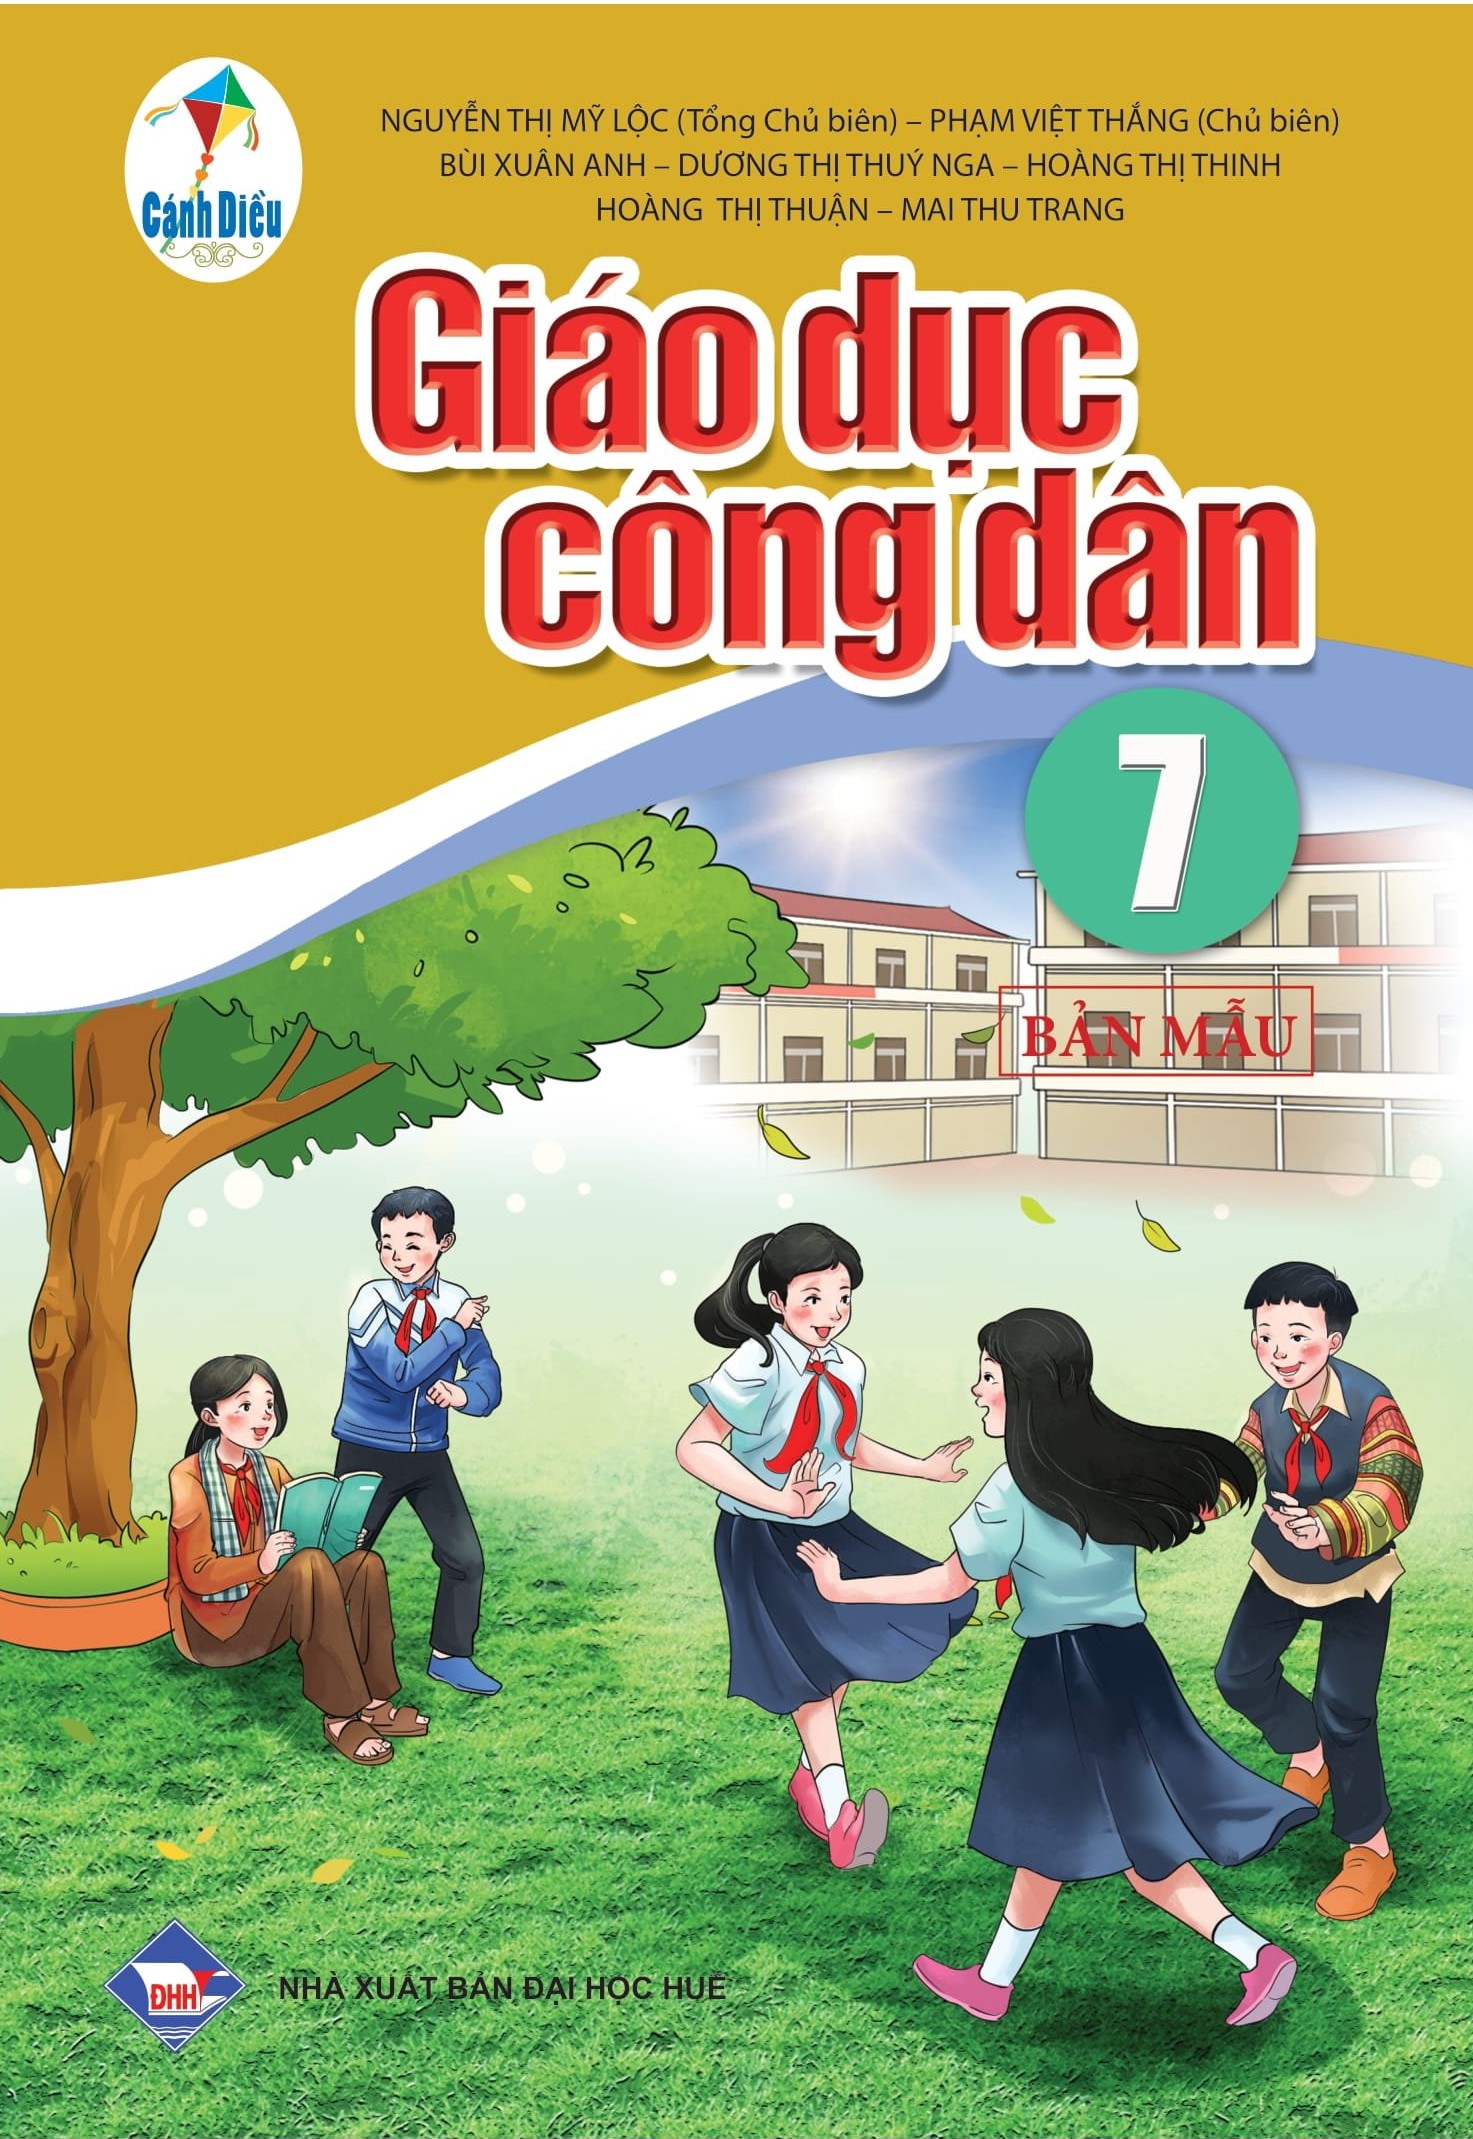 Cánh Diều
NGUYỄN THỊ MỸ LỘC (Tổng Chủ biên) – PHẠM VIỆT THẮNG (Chủ biên)
BÙI XUÂN ANH – DƯƠNG THỊ THUÝ NGA – HOÀNG THỊ THINH
HOÀNG THỊ THUẬN – MAI THU TRANG
Giáo dục
công dân
7
BẢN MẪU
ĐHH
NHÀ XUẤT BẢN ĐẠI HỌC HUẾ